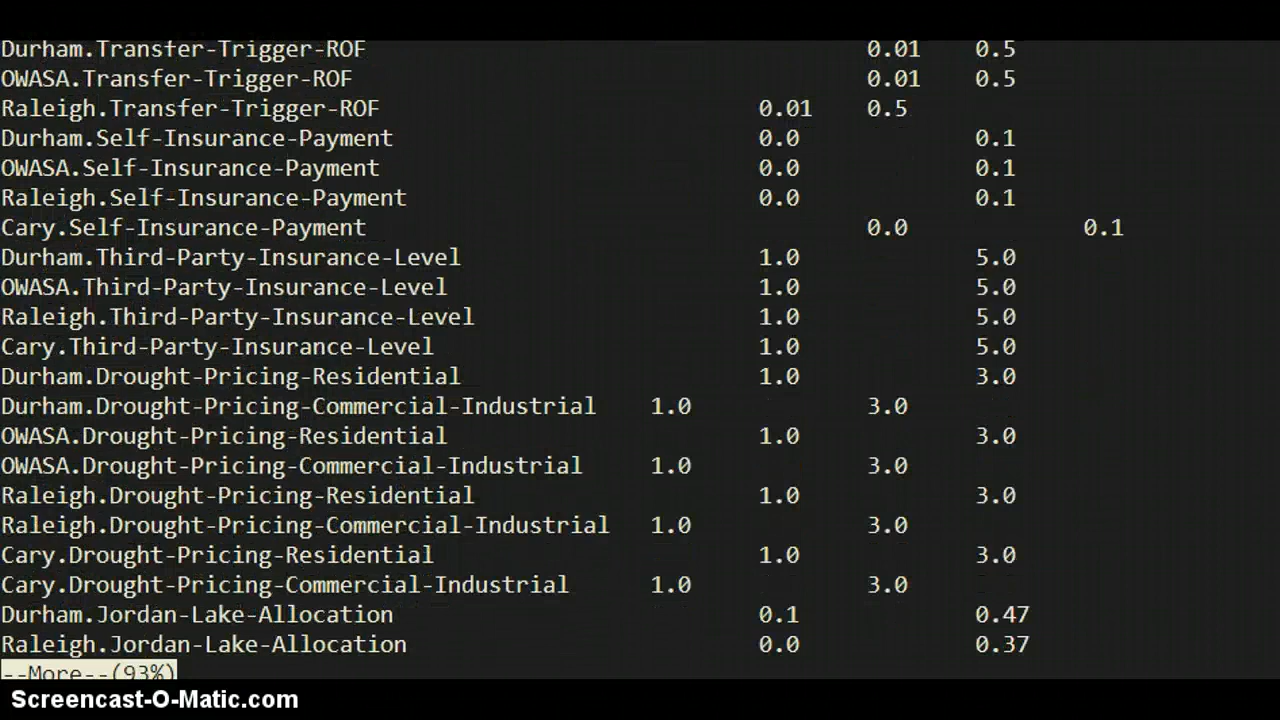 Durham.Transfer-Trigger-ROF 0.01 0.5
OWASA.Transfer-Trigger-ROF 0.01 0.5
Raleigh.Transfer-Trigger-ROF 0.01 0.5
Durham.Self-Insurance-Payment 0.0 0.1
OWASA.Self-Insurance-Payment 0.0 0.1
Raleigh.Self-Insurance-Payment 0.0 0.1
Cary.Self-Insurance-Payment 0.0 0.1
Durham.Third-Party-Insurance-Level 1.0 5.0
OWASA.Third-Party-Insurance-Level 1.0 5.0
Raleigh.Third-Party-Insurance-Level 1.0 5.0
Cary.Third-Party-Insurance-Level 1.0 5.0
Durham.Drought-Pricing-Residential 1.0 3.0
Durham.Drought-Pricing-Commercial-Industrial 1.0 3.0
OWASA.Drought-Pricing-Residential 1.0 3.0
OWASA.Drought-Pricing-Commercial-Industrial 1.0 3.0
Raleigh.Drought-Pricing-Residential 1.0 3.0
Raleigh.Drought-Pricing-Commercial-Industrial 1.0 3.0
Cary.Drought-Pricing-Residential 1.0 3.0
Cary.Drought-Pricing-Commercial-Industrial 1.0 3.0
Durham.Jordan-Lake-Allocation 0.1 0.47
Raleigh.Jordan-Lake-Allocation 0.0 0.37
--More--(93%)
Screencast-O-Matic.com